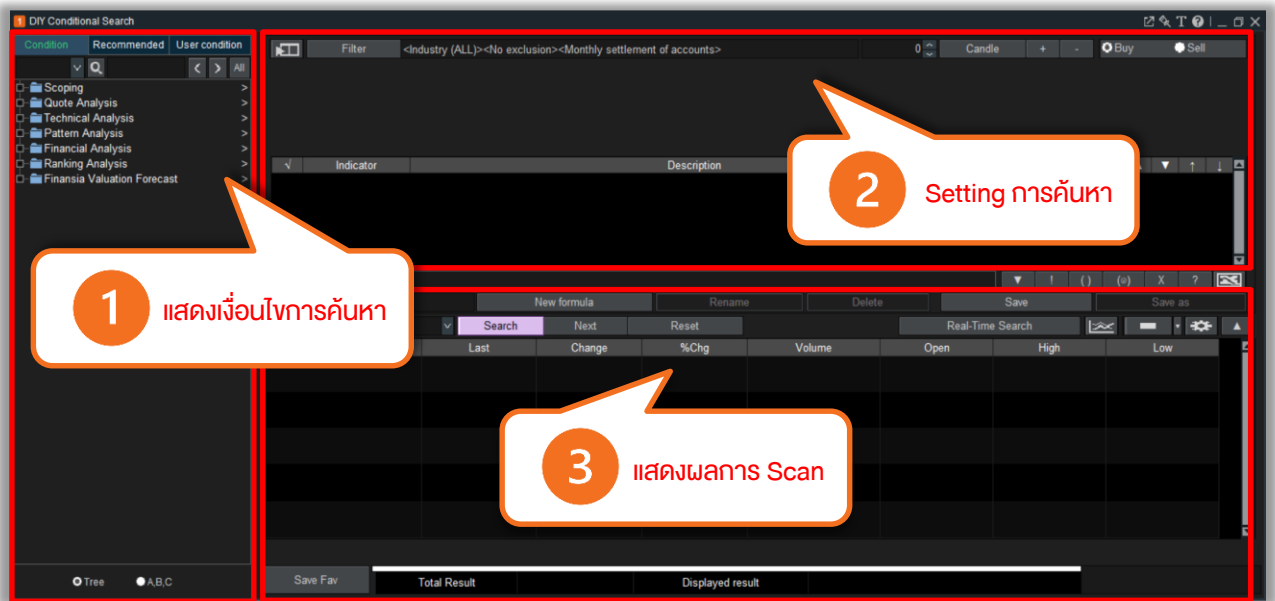 1 DIY Conditional Search
Condition Recommended User condition
All
Scoping >
Quote Analysis >
Technical Analysis >
Pattern Analysis >
Financial Analysis >
Ranking Analysis >
Finansia Valuation Forecast >
Tree A,B,C
Filter <Industry (ALL)><No exclusion><Monthly settlement of accounts> 0 Candle + - Buy Sell
√ Indicator Description ▼ ↑ ↓
2 Setting การค้นหา
1 แสดงเงื่อนไขการค้นหา
▼ ! ( ) (○) X ?
New formula Rename Delete Save Save as
Search Next Reset Real-Time Search ▲
Last Change %Chg Volume Open High Low
3 แสดงผลการ Scan
Save Fav Total Result Displayed result